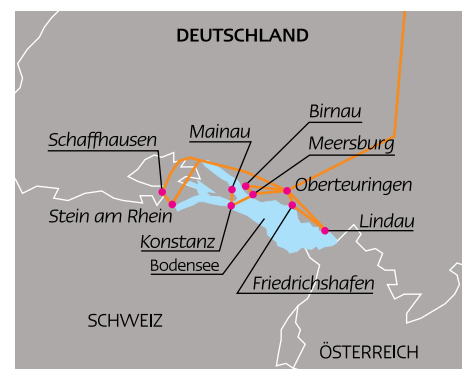 DEUTSCHLAND
Birnau
Mainau
Schaffhausen
Meersburg
Oberteuringen
Stein am Rhein
Lindau
Konstanz
Bodensee
Friedrichshafen
SCHWEIZ
ÖSTERREICH